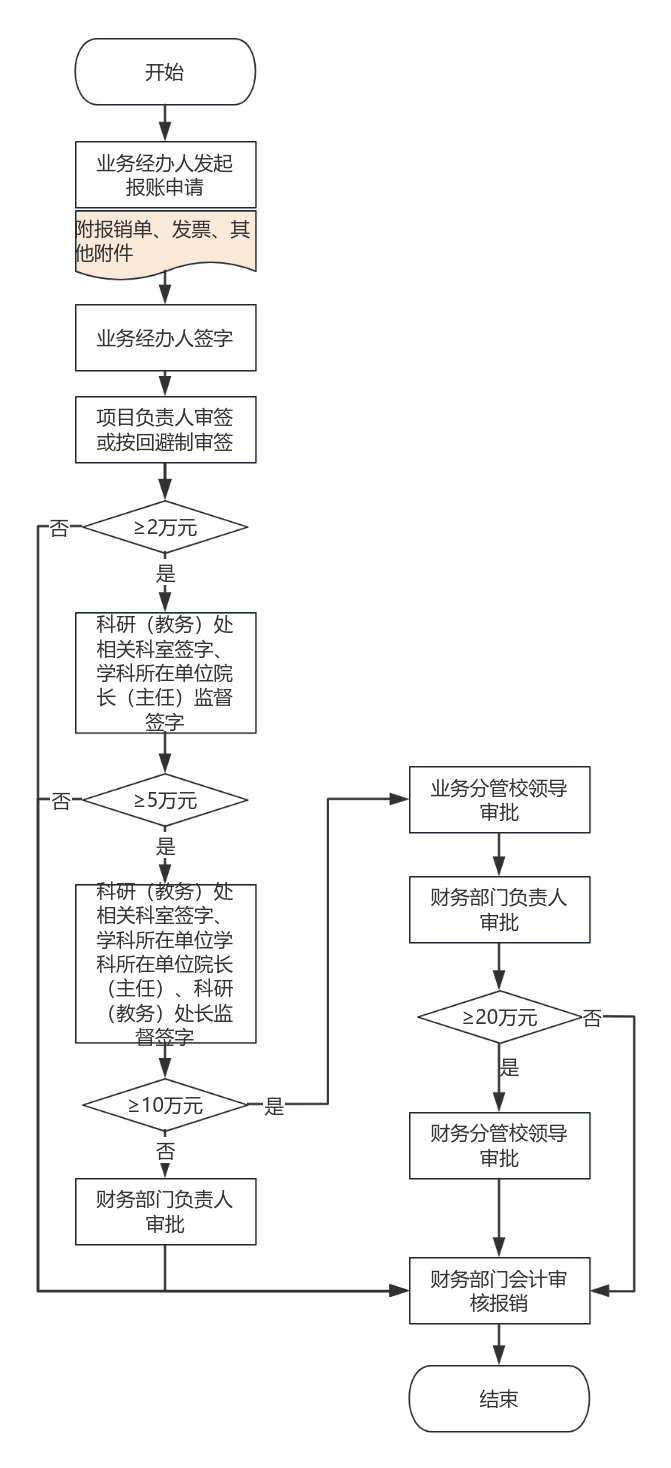 开始
业务经办人发起
报账申请
附报销单、发票、其
他附件
业务经办人签字
项目负责人审签
或按回避制审签
≥2万元
否
是
科研（教务）处
相关科室签字、
学科所在单位院
长（主任）监督
签字
≥5万元
否
是
科研（教务）处
相关科室签字、
学科所在单位学
科所在单位院长
（主任）、科研
（教务）处长监
督签字
≥10万元
是
否
财务部门负责人
审批
业务分管校领导
审批
财务部门负责人
审批
≥20万元
否
是
财务分管校领导
审批
财务部门会计审
核报销
结束